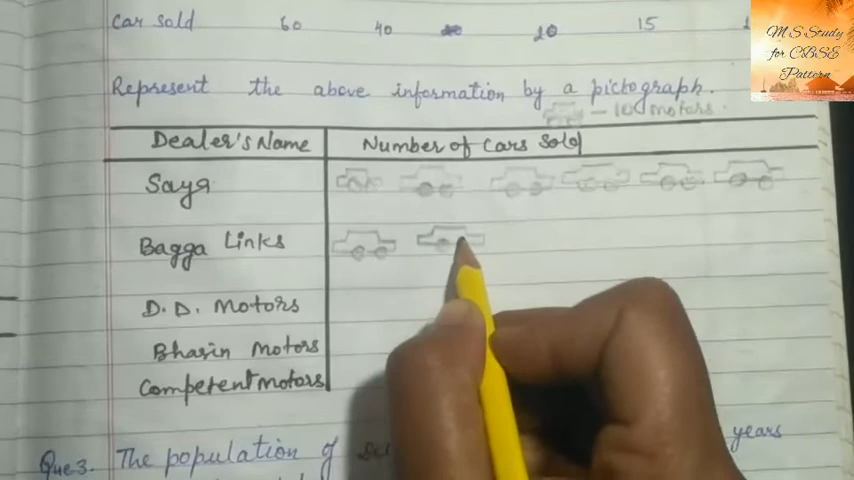 Car sold 60 40 20 15
M S Study
for CBSE
Pattern
Represent the above information by a pictograph.
– 10 motors.
Dealer's Name Number of Cars Sold
Saya
Bagga Links
D.D. Motors
Bhasin Motors
Competent Motors
Que3. The population of years